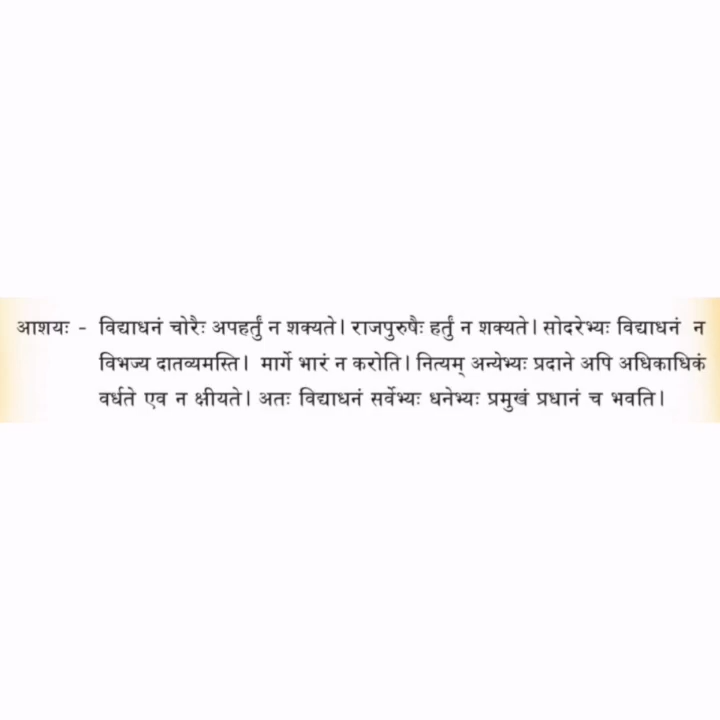 आशयः - विद्याधनं चोरैः अपहर्तुं न शक्यते। राजपुरुषैः हर्तुं न शक्यते। सोदरेभ्यः विद्याधनं न
विभज्य दातव्यमस्ति। मार्गे भारं न करोति। नित्यम् अन्येभ्यः प्रदाने अपि अधिकाधिकं
वर्धते एव न क्षीयते। अतः विद्याधनं सर्वेभ्यः धनेभ्यः प्रमुखं प्रधानं च भवति।